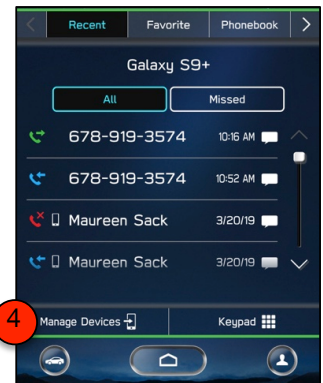 Recent Favorite Phonebook
Galaxy S9+
All Missed
678-919-3574 10:16 AM
678-919-3574 10:52 AM
Maureen Sack 3/20/19
Maureen Sack 3/20/19
4 Manage Devices Keypad